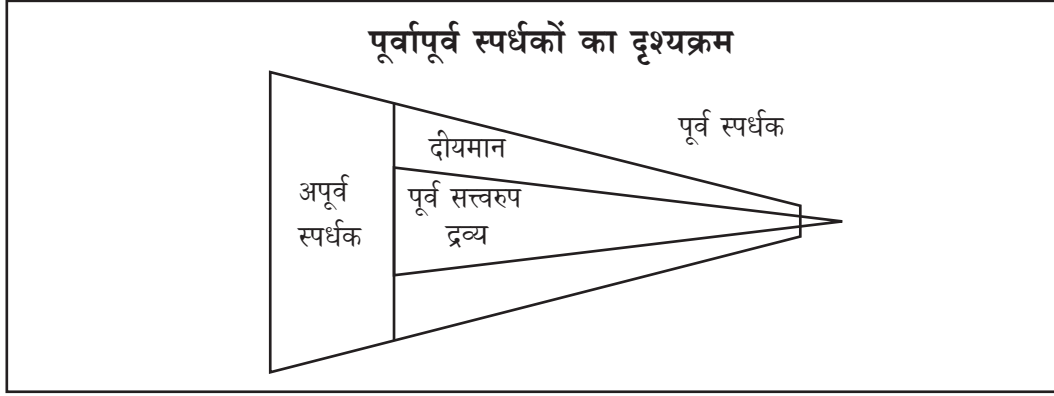 पूर्वापूर्व स्पर्धकों का दृश्यक्रम
पूर्व स्पर्धक
दीयमान
अपूर्व
स्पर्धक
पूर्व सत्त्वरुप
द्रव्य